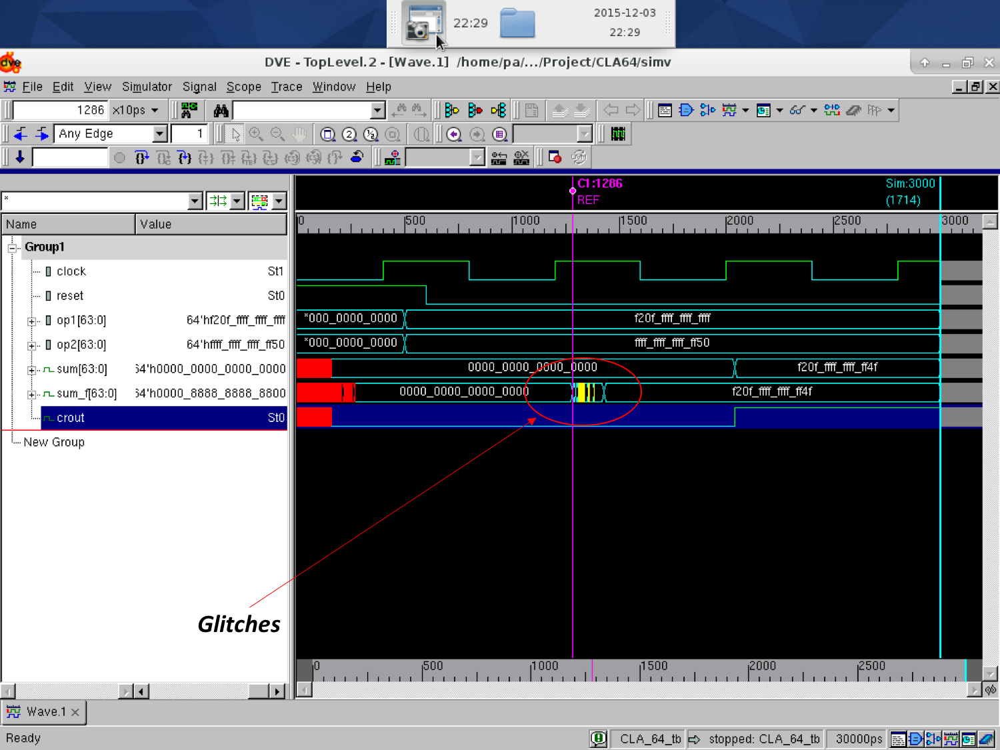 22:29
2015-12-03
22:29
dve
DVE - TopLevel.2 - [Wave.1] /home/pa/.../Project/CLA64/simv
File Edit View Simulator Signal Scope Trace Window Help
1286 x10ps
Any Edge 1
C1:1286 Sim:3000
REF (1714)
*
Name Value
0 500 1000 1500 2000 2500 3000
Group1
clock St1
reset St0
op1[63:0] 64'hf20f_ffff_ffff_ffff *000_0000_0000 f20f_ffff_ffff_ffff
op2[63:0] 64'hffff_ffff_ffff_ff50 *000_0000_0000 ffff_ffff_ffff_ff50
sum[63:0] 64'h0000_0000_0000_0000 0000_0000_0000_0000 f20f_ffff_ffff_ff4f
sum_f[63:0] 64'h0000_8888_8888_8800 0000_0000_0000_0000 f20f_ffff_ffff_ff4f
crout St0
New Group
Glitches
0 500 1000 1500 2000 2500
Wave.1
Ready CLA_64_tb stopped: CLA_64_tb 30000ps